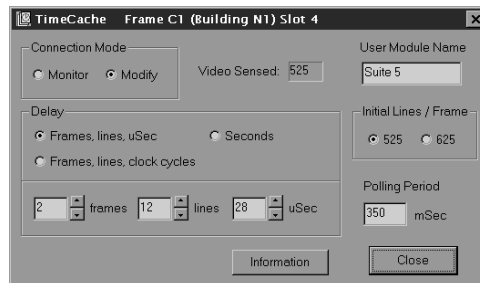 TimeCache Frame C1 (Building N1) Slot 4
Connection Mode
Monitor Modify
Video Sensed: 525
User Module Name
Suite 5
Delay
Frames, lines, uSec Seconds
Frames, lines, clock cycles
Initial Lines / Frame
525 625
2 frames 12 lines 28 uSec
Polling Period
350 mSec
Information
Close